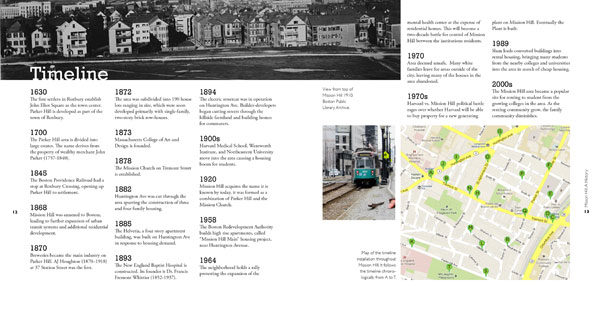 Timeline
1630
The first settlers in Roxbury establish
John Eliot Square as the town center.
Parker Hill is developed as part of the
town of Roxbury.
1700
The Parker Hill area is divided into
large estates. The name derives from
the property of wealthy merchant John
Parker (1757-1840).
1845
The Boston Providence Railroad had a
stop at Roxbury Crossing, opening up
Parker Hill to settlement.
1868
Mission Hill was annexed to Boston,
leading to further expansion of urban
transit systems and additional residential
development.
1870
Breweries became the main industry on
Parker Hill. AJ Houghton (1870-1918)
at 37 Station Street was the first.
1872
The area was subdivided into 190 house
lots ranging in size, which were soon
developed primarily with single-family,
two-story brick row-houses.
1873
Massachusetts College of Art and
Design is founded.
1878
The Mission Church on Tremont Street
is established.
1882
Huntington Ave was cut through the
area spurring the construction of three
and four family housing.
1885
The Helvetia, a four story apartment
building, was built on Huntington Ave
in response to housing demand.
1893
The New England Baptist Hospital is
constructed. Its founder is Dr. Francis
Fremont Whittus (1852-1937).
1894
The electric streetcar was in operation
on Huntington Ave. Builder-developers
began carving streets through the
Hillside farmland and building homes
for commuters.
1900s
Harvard Medical School, Wentworth
Institute, and Northeastern University
move into the area causing a housing
boom for students.
1920
Mission Hill acquires the name it is
known by today, it was formed as a
combination of Parker Hill and the
Mission Church.
1958
The Boston Redevelopment Authority
builds high rise apartments, called
"Mission Hill Main" housing project,
near Huntington Avenue.
1964
The neighborhood holds a rally
protesting the expansion of the
12
View from top of
Mission Hill 1910.
Boston Public
Library Archive
Map of the timeline
installation throughout
Mission Hill. It follows
the timeline chrono-
logically from A to T.
mental health center at the expense of
residential homes. This will become a
two-decade battle for control of Mission
Hill between the institutions residents.
1970
Area deemed unsafe. Many white
families leave for areas outside of the
city, leaving many of the houses in the
area abandoned.
1970s
Harvard vs. Mission Hill political battle
rages over whether Harvard will be able
to buy property for a new generating
plant on Mission Hill. Eventually the
Plant is built.
1989
Slum lords converted buildings into
rental housing, bringing many students
from the nearby colleges and universities
into the area in search of cheap housing.
2000s
The Mission Hill area became a popular
site for renting to student from the
growing colleges in the area. As the
renting community grew the family
community diminishes.
Mission Hill: A History
13